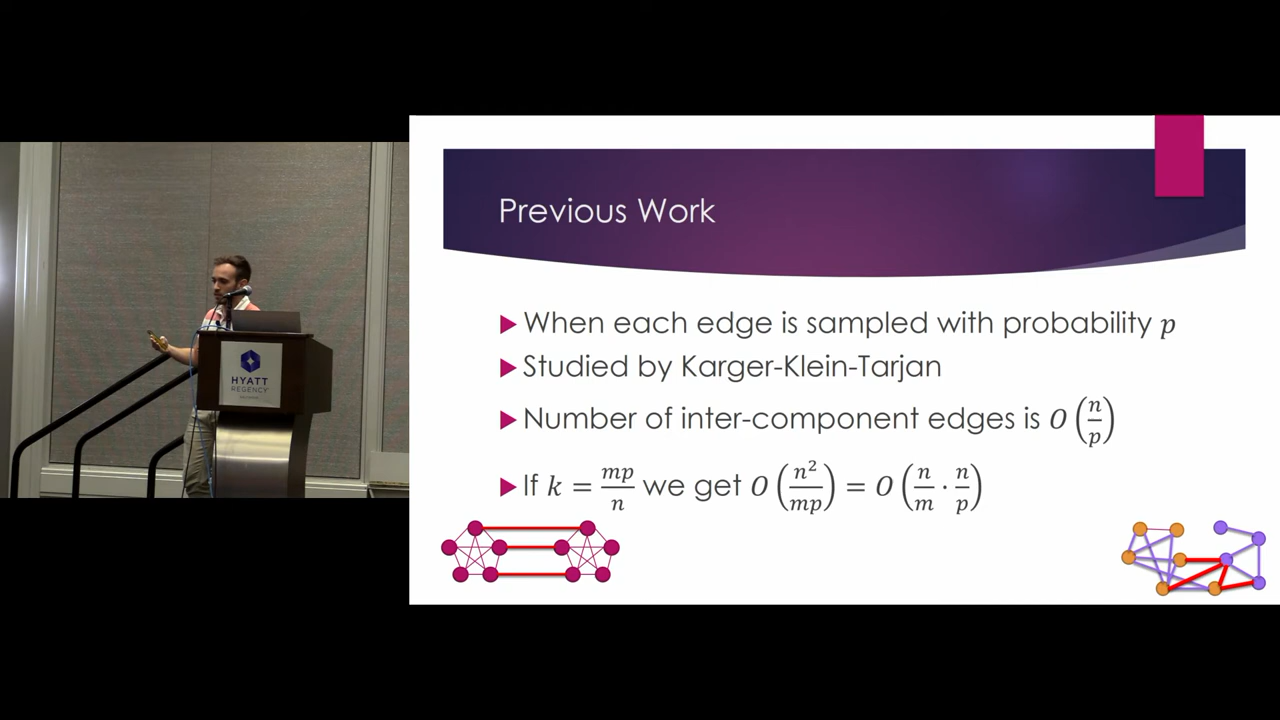 Previous Work
When each edge is sampled with probability p
Studied by Karger-Klein-Tarjan
Number of inter-component edges is O(n/p)
If k = mp/n we get O(n²/mp) = O(n/m · n/p)
HYATT
REGENCY